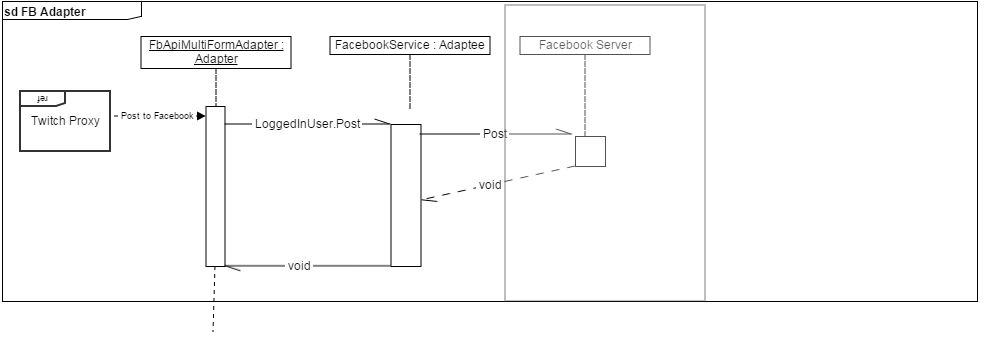 sd FB Adapter
FbApiMultiFormAdapter :
Adapter
FacebookService : Adaptee
Facebook Server
ref
Twitch Proxy
Post to Facebook
LoggedInUser.Post
Post
void
void